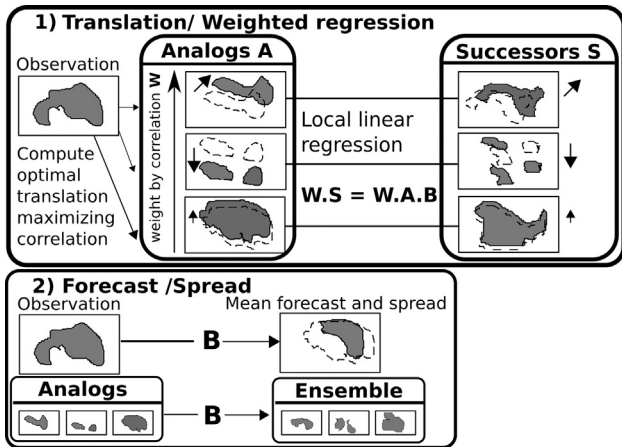 1) Translation/ Weighted regression
Analogs A
Successors S
Observation
weight by correlation W
Compute
optimal
translation
maximizing
correlation
Local linear
regression
W.S = W.A.B
2) Forecast /Spread
Observation
Mean forecast and spread
B
Analogs
Ensemble
B